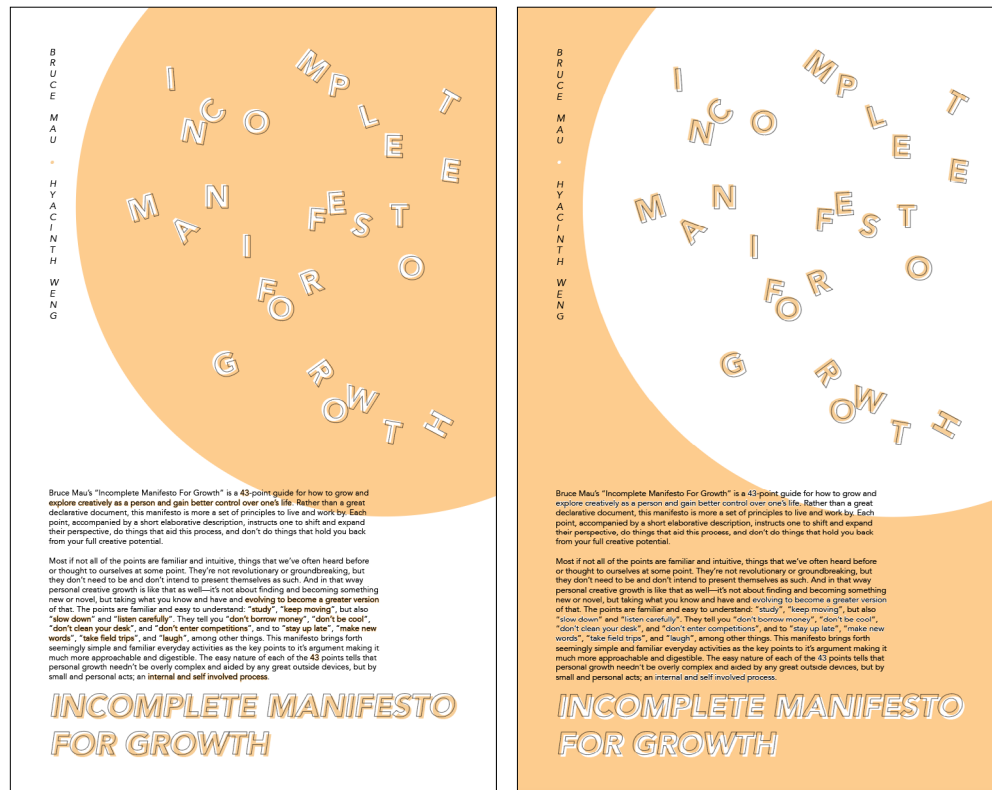 BRUCE MAU • HYACINTH WENG
INCOMPLETE
MANIFESTO
FOR
GROWTH
Bruce Mau's "Incomplete Manifesto For Growth" is a 43-point guide for how to grow and
explore creatively as a person and gain better control over one's life. Rather than a great
declarative document, this manifesto is more a set of principles to live and work by. Each
point, accompanied by a short elaborative description, instructs one to shift and expand
their perspective, do things that aid this process, and don't do things that hold you back
from your full creative potential.
Most if not all of the points are familiar and intuitive, things that we've often heard before
or thought to ourselves at some point. They're not revolutionary or groundbreaking, but
they don't need to be and don't intend to present themselves as such. And in that wway
personal creative growth is like that as well—it's not about finding and becoming something
new or novel, but taking what you know and have and evolving to become a greater version
of that. The points are familiar and easy to understand: "study", "keep moving", but also
"slow down" and "listen carefully". They tell you "don't borrow money", "don't be cool",
"don't clean your desk", and "don't enter competitions", and to "stay up late", "make new
words", "take field trips", and "laugh", among other things. This manifesto brings forth
seemingly simple and familiar everyday activities as the key points to it's argument making it
much more approachable and digestible. The easy nature of each of the 43 points tells that
personal growth needn't be overly complex and aided by any great outside devices, but by
small and personal acts; an internal and self involved process.
INCOMPLETE MANIFESTO
FOR GROWTH
BRUCE MAU • HYACINTH WENG
INCOMPLETE
MANIFESTO
FOR
GROWTH
Bruce Mau's "Incomplete Manifesto For Growth" is a 43-point guide for how to grow and
explore creatively as a person and gain better control over one's life. Rather than a great
declarative document, this manifesto is more a set of principles to live and work by. Each
point, accompanied by a short elaborative description, instructs one to shift and expand
their perspective, do things that aid this process, and don't do things that hold you back
from your full creative potential.
Most if not all of the points are familiar and intuitive, things that we've often heard before
or thought to ourselves at some point. They're not revolutionary or groundbreaking, but
they don't need to be and don't intend to present themselves as such. And in that wway
personal creative growth is like that as well—it's not about finding and becoming something
new or novel, but taking what you know and have and evolving to become a greater version
of that. The points are familiar and easy to understand: "study", "keep moving", but also
"slow down" and "listen carefully". They tell you "don't borrow money", "don't be cool",
"don't clean your desk", and "don't enter competitions", and to "stay up late", "make new
words", "take field trips", and "laugh", among other things. This manifesto brings forth
seemingly simple and familiar everyday activities as the key points to it's argument making it
much more approachable and digestible. The easy nature of each of the 43 points tells that
personal growth needn't be overly complex and aided by any great outside devices, but by
small and personal acts; an internal and self involved process.
INCOMPLETE MANIFESTO
FOR GROWTH